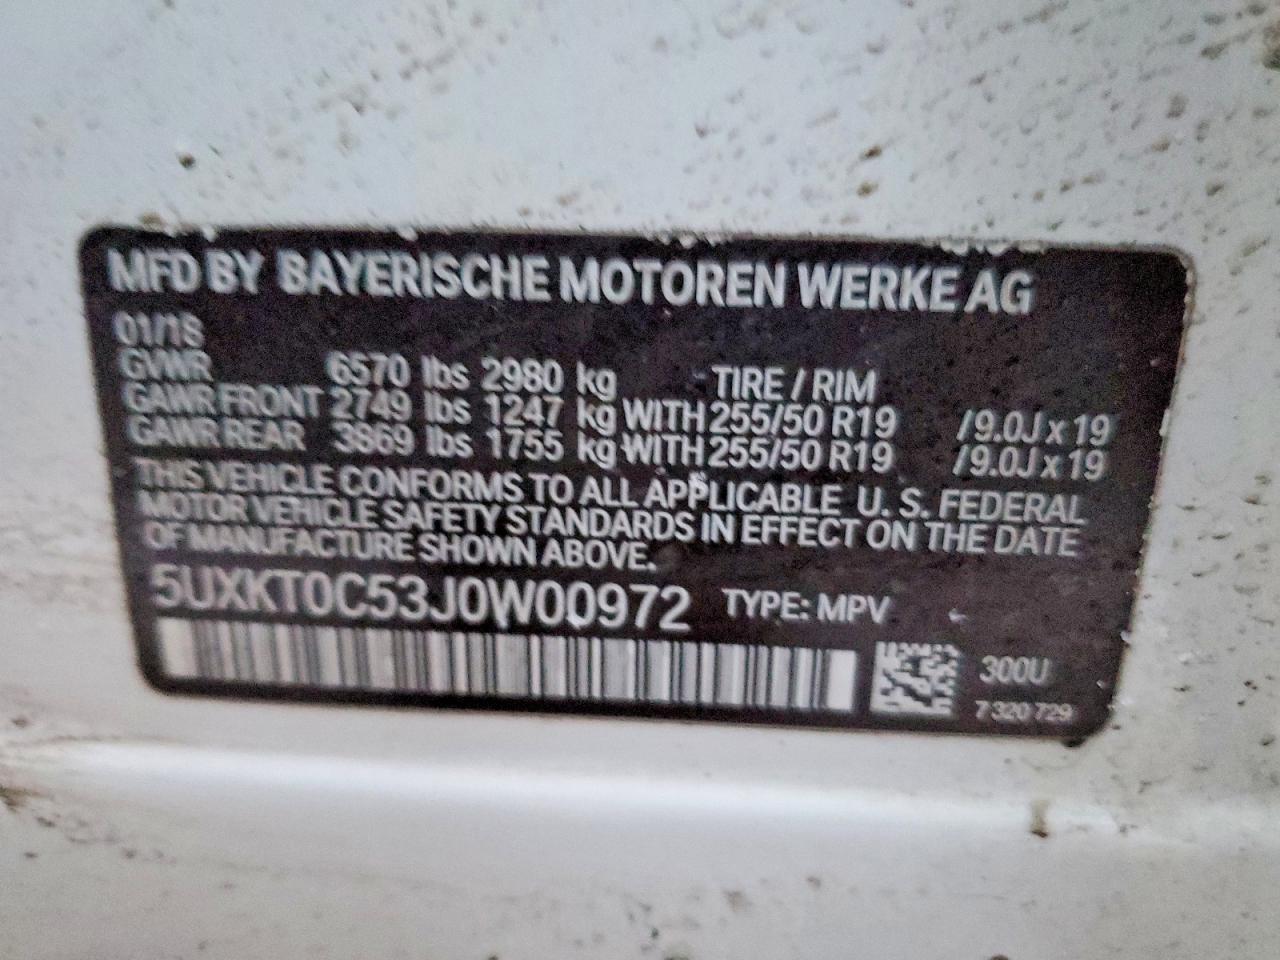 MFD BY BAYERISCHE MOTOREN WERKE AG
01/18
GVWR 6570 lbs 2980 kg TIRE / RIM
GAWR FRONT 2749 lbs 1247 kg WITH 255/50 R19 /9.0J x 19
GAWR REAR 3869 lbs 1755 kg WITH 255/50 R19 /9.0J x 19
THIS VEHICLE CONFORMS TO ALL APPLICABLE U. S. FEDERAL
MOTOR VEHICLE SAFETY STANDARDS IN EFFECT ON THE DATE
OF MANUFACTURE SHOWN ABOVE.
5UXKT0C53J0W00972 TYPE: MPV
300U
7 320 729